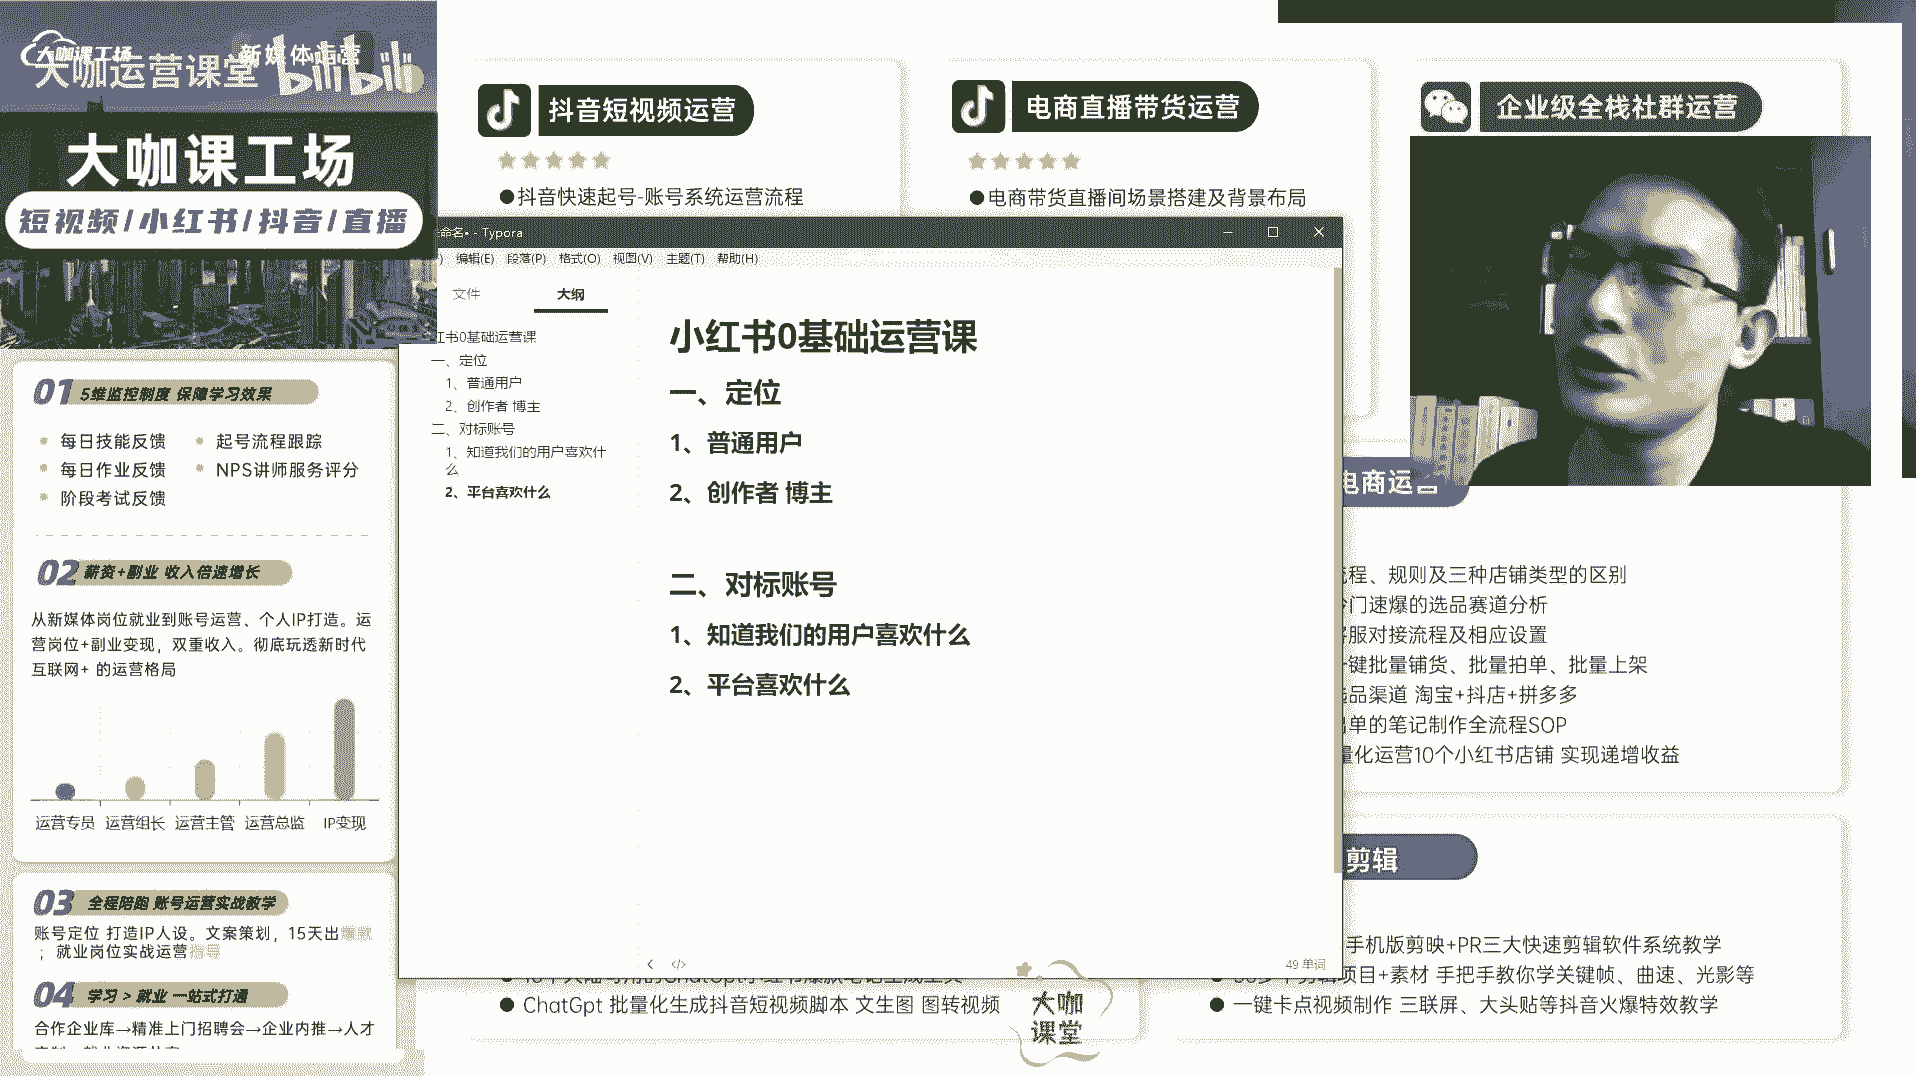 大咖课工场
新媒体运营
大咖运营课堂 bilibili
大咖课工场
短视频/小红书/抖音/直播
01 5维监控制度 保障学习效果
每日技能反馈
起号流程跟踪
每日作业反馈
NPS讲师服务评分
阶段考试反馈
02 薪资+副业 收入倍速增长
从新媒体岗位就业到账号运营、个人IP打造。运
营岗位+副业变现，双重收入。彻底玩透新时代
互联网+ 的运营格局
运营专员 运营组长 运营主管 运营总监 IP变现
03 全程陪跑 账号运营实战教学
账号定位 打造IP人设。文案策划，15天出爆款
；就业岗位实战运营指导
04 学习 > 就业 一站式打通
合作企业库→精准上门招聘会→企业内推→人才
抖音短视频运营
●抖音快速起号-账号系统运营流程
电商直播带货运营
●电商带货直播间场景搭建及背景布局
企业级全栈社群运营
命名• - Typora
编辑(E) 段落(P) 格式(O) 视图(V) 主题(T) 帮助(H)
文件 大纲
红书0基础运营课
一、定位
1、普通用户
2、创作者 博主
二、对标账号
1、知道我们的用户喜欢什
么
2、平台喜欢什么
小红书0基础运营课
一、定位
1、普通用户
2、创作者 博主
二、对标账号
1、知道我们的用户喜欢什么
2、平台喜欢什么
49 单词
电商运营
流程、规则及三种店铺类型的区别
冷门速爆的选品赛道分析
客服对接流程及相应设置
一键批量铺货、批量拍单、批量上架
选品渠道 淘宝+抖店+拼多多
出单的笔记制作全流程SOP
量化运营10个小红书店铺 实现递增收益
剪辑
手机版剪映+PR三大快速剪辑软件系统教学
项目+素材 手把手教你学关键帧、曲速、光影等
● 一键卡点视频制作 三联屏、大头贴等抖音火爆特效教学
● ChatGpt 批量化生成抖音短视频脚本 文生图 图转视频
大咖
课堂